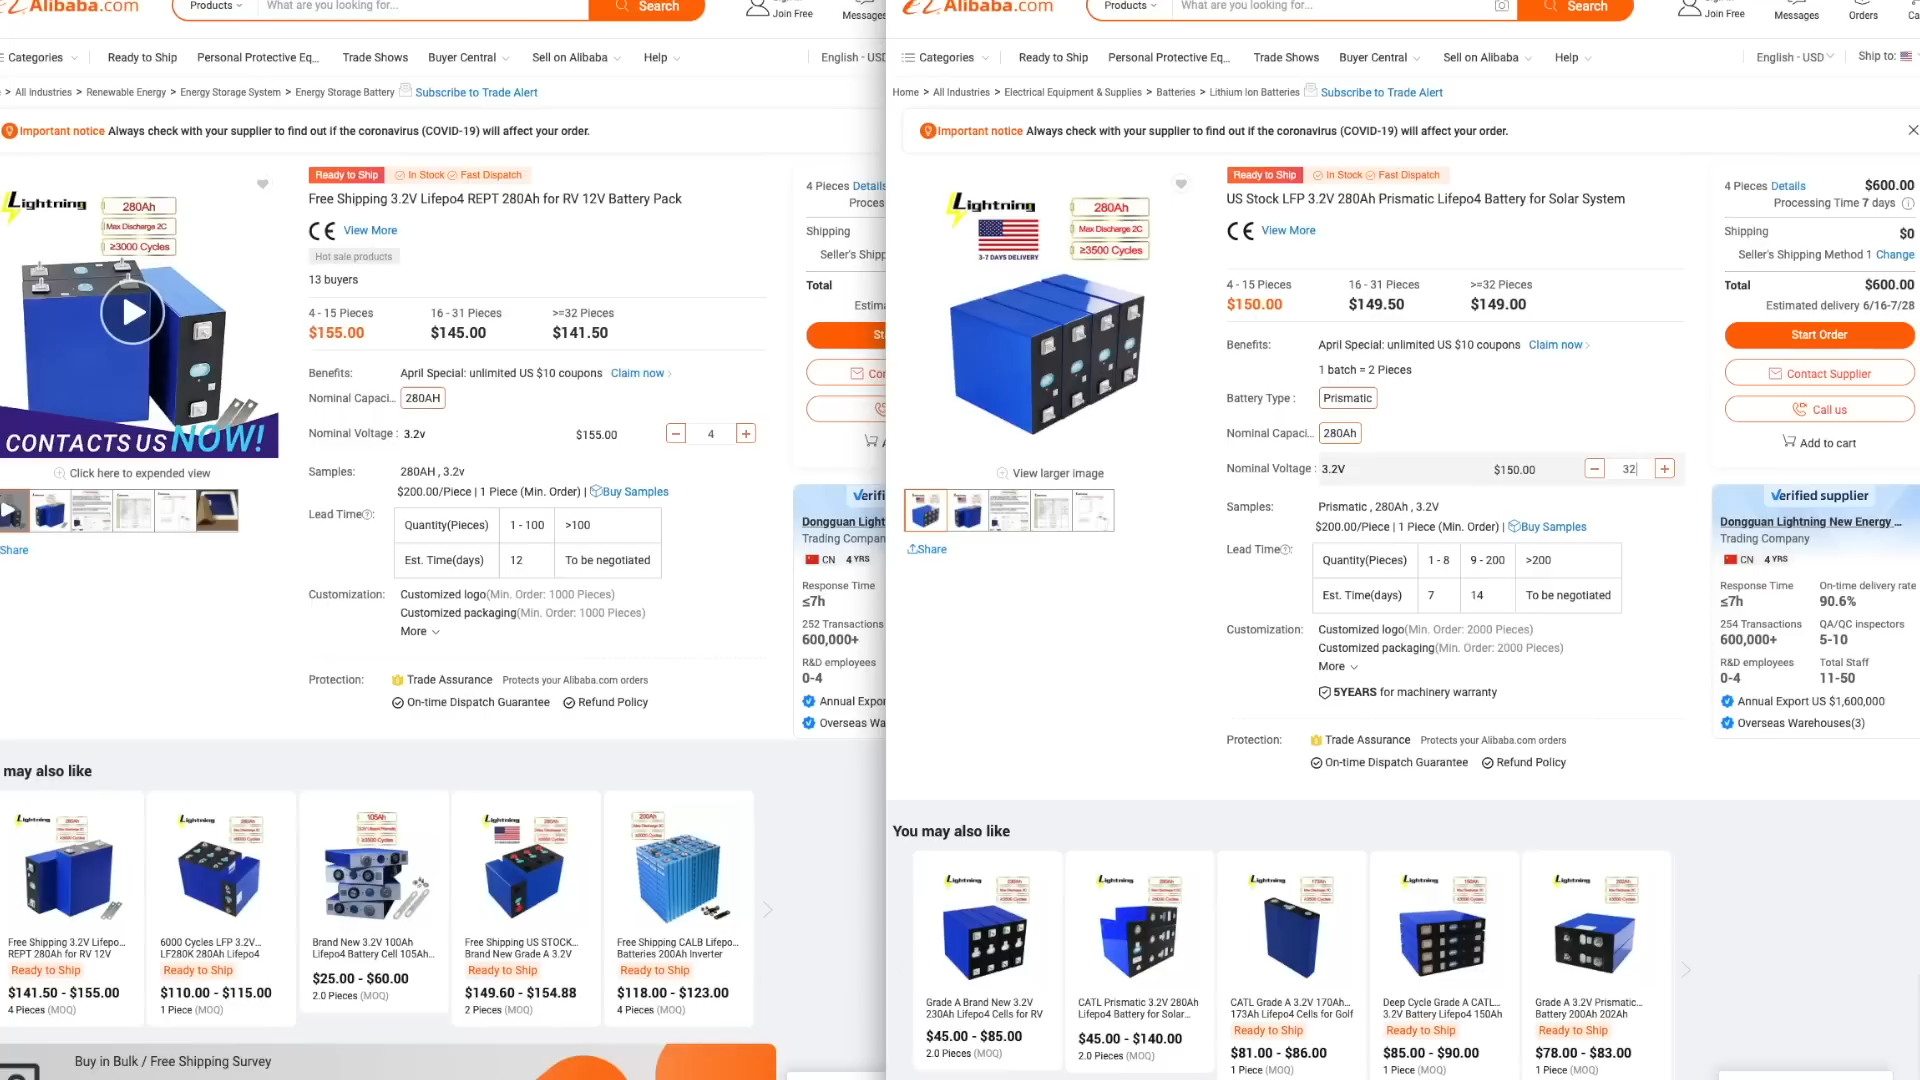 Alibaba.com
Products
What are you looking for...
Search
Join Free
Messages
Categories
Ready to Ship
Personal Protective Eq...
Trade Shows
Buyer Central
Sell on Alibaba
Help
English - USD
> All Industries > Renewable Energy > Energy Storage System > Energy Storage Battery
Subscribe to Trade Alert
Important notice Always check with your supplier to find out if the coronavirus (COVID-19) will affect your order.
Lightning
280Ah
Max Discharge 2C
≥3000 Cycles
CONTACTS US NOW!
Click here to expended view
Share
Ready to Ship In Stock Fast Dispatch
Free Shipping 3.2V Lifepo4 REPT 280Ah for RV 12V Battery Pack
CE View More
Hot sale products
13 buyers
4 - 15 Pieces 16 - 31 Pieces >=32 Pieces
$155.00 $145.00 $141.50
Benefits: April Special: unlimited US $10 coupons Claim now >
Nominal Capaci... 280AH
Nominal Voltage : 3.2v $155.00 − 4 +
Samples: 280AH , 3.2v
$200.00/Piece | 1 Piece (Min. Order) | Buy Samples
Lead Time:
Quantity(Pieces) 1 - 100 >100
Est. Time(days) 12 To be negotiated
Customization: Customized logo(Min. Order: 1000 Pieces)
Customized packaging(Min. Order: 1000 Pieces)
More
Protection: Trade Assurance Protects your Alibaba.com orders
On-time Dispatch Guarantee Refund Policy
4 Pieces Details
Proces
Shipping
Seller's Shipp
Total
Estima
St
Con
Verifi
Dongguan Light
Trading Compan
CN 4 YRS
Response Time
≤7h
252 Transactions
600,000+
R&D employees
0-4
Annual Expor
Overseas Wa
may also like
Free Shipping 3.2V Lifepo...
REPT 280Ah for RV 12V
Ready to Ship
$141.50 - $155.00
4 Pieces (MOQ)
6000 Cycles LFP 3.2V...
LF280K 280Ah Lifepo4
Ready to Ship
$110.00 - $115.00
1 Piece (MOQ)
Brand New 3.2V 100Ah
Lifepo4 Battery Cell 105Ah...
$25.00 - $60.00
2.0 Pieces (MOQ)
Free Shipping US STOCK...
Brand New Grade A 3.2V
Ready to Ship
$149.60 - $154.88
2 Pieces (MOQ)
Free Shipping CALB Lifepo...
Batteries 200Ah Inverter
Ready to Ship
$118.00 - $123.00
4 Pieces (MOQ)
Buy in Bulk / Free Shipping Survey
Alibaba.com
Products
What are you looking for...
Search
Join Free
Messages
Orders
Ca
Categories
Ready to Ship
Personal Protective Eq...
Trade Shows
Buyer Central
Sell on Alibaba
Help
English - USD
Ship to:
Home > All Industries > Electrical Equipment & Supplies > Batteries > Lithium Ion Batteries
Subscribe to Trade Alert
Important notice Always check with your supplier to find out if the coronavirus (COVID-19) will affect your order.
Lightning
3-7 DAYS DELIVERY
280Ah
Max Discharge 2C
≥3500 Cycles
View larger image
Share
Ready to Ship In Stock Fast Dispatch
US Stock LFP 3.2V 280Ah Prismatic Lifepo4 Battery for Solar System
CE View More
4 - 15 Pieces 16 - 31 Pieces >=32 Pieces
$150.00 $149.50 $149.00
Benefits: April Special: unlimited US $10 coupons Claim now >
1 batch = 2 Pieces
Battery Type : Prismatic
Nominal Capaci... 280Ah
Nominal Voltage : 3.2V $150.00 − 32 +
Samples: Prismatic , 280Ah , 3.2V
$200.00/Piece | 1 Piece (Min. Order) | Buy Samples
Lead Time:
Quantity(Pieces) 1 - 8 9 - 200 >200
Est. Time(days) 7 14 To be negotiated
Customization: Customized logo(Min. Order: 2000 Pieces)
Customized packaging(Min. Order: 2000 Pieces)
More
5YEARS for machinery warranty
Protection: Trade Assurance Protects your Alibaba.com orders
On-time Dispatch Guarantee Refund Policy
4 Pieces Details $600.00
Processing Time 7 days
Shipping $0
Seller's Shipping Method 1 Change
Total $600.00
Estimated delivery 6/16-7/28
Start Order
Contact Supplier
Call us
Add to cart
Verified supplier
Dongguan Lightning New Energy ...
Trading Company
CN 4 YRS
Response Time On-time delivery rate
≤7h 90.6%
254 Transactions QA/QC inspectors
600,000+ 5-10
R&D employees Total Staff
0-4 11-50
Annual Export US $1,600,000
Overseas Warehouses(3)
You may also like
Grade A Brand New 3.2V
230Ah Lifepo4 Cells for RV
$45.00 - $85.00
2.0 Pieces (MOQ)
CATL Prismatic 3.2V 280Ah
Lifepo4 Battery for Solar...
$45.00 - $140.00
2.0 Pieces (MOQ)
CATL Grade A 3.2V 170Ah...
173Ah Lifepo4 Cells for Golf
Ready to Ship
$81.00 - $86.00
1 Piece (MOQ)
Deep Cycle Grade A CATL...
3.2V Battery Lifepo4 150Ah
Ready to Ship
$85.00 - $90.00
1 Piece (MOQ)
Grade A 3.2V Prismatic...
Battery 200Ah 202Ah
Ready to Ship
$78.00 - $83.00
1 Piece (MOQ)